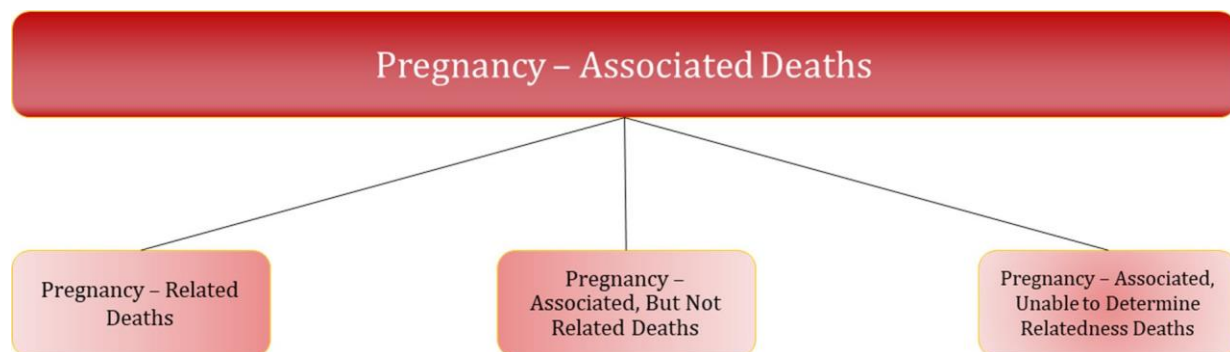 Pregnancy – Associated Deaths
Pregnancy – Related
Deaths
Pregnancy –
Associated, But Not
Related Deaths
Pregnancy – Associated,
Unable to Determine
Relatedness Deaths